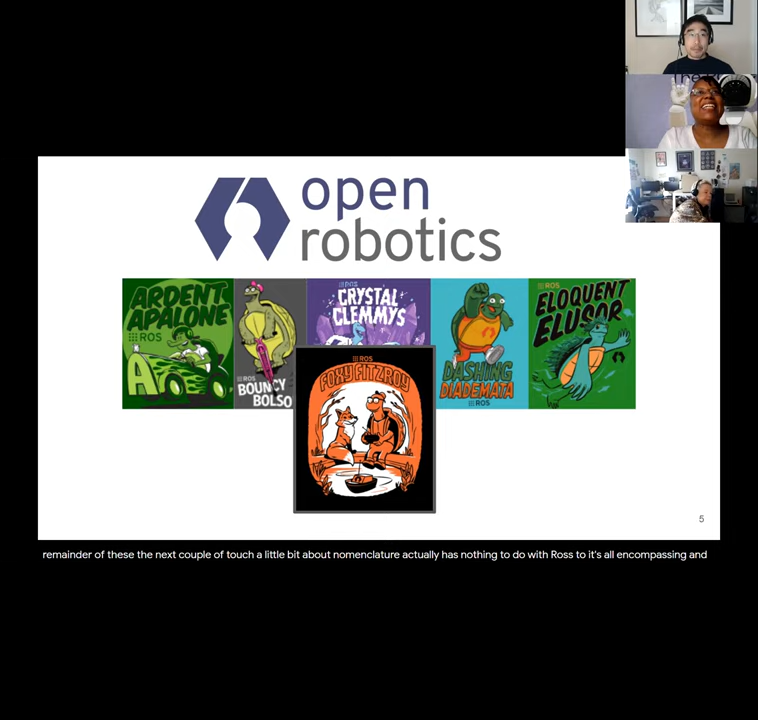 open
robotics
ARDENT
APALONE
ROS
A
ROS
BOUNCY
BOLSO
ROS
CRYSTAL
CLEMMYS
DASHING
DIADEMATA
ROS
ROS
ELOQUENT
ELUSOR
ROS
FOXY FITZROY
5
remainder of these the next couple of touch a little bit about nomenclature actually has nothing to do with Ross to it's all encompassing and